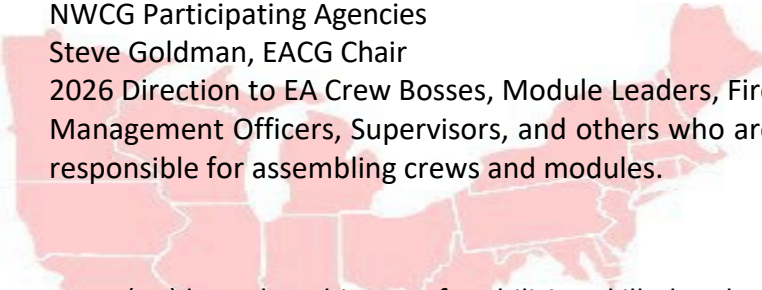 NWCG Participating Agencies
Steve Goldman, EACG Chair
2026 Direction to EA Crew Bosses, Module Leaders, Fire
Management Officers, Supervisors, and others who are
responsible for assembling crews and modules.